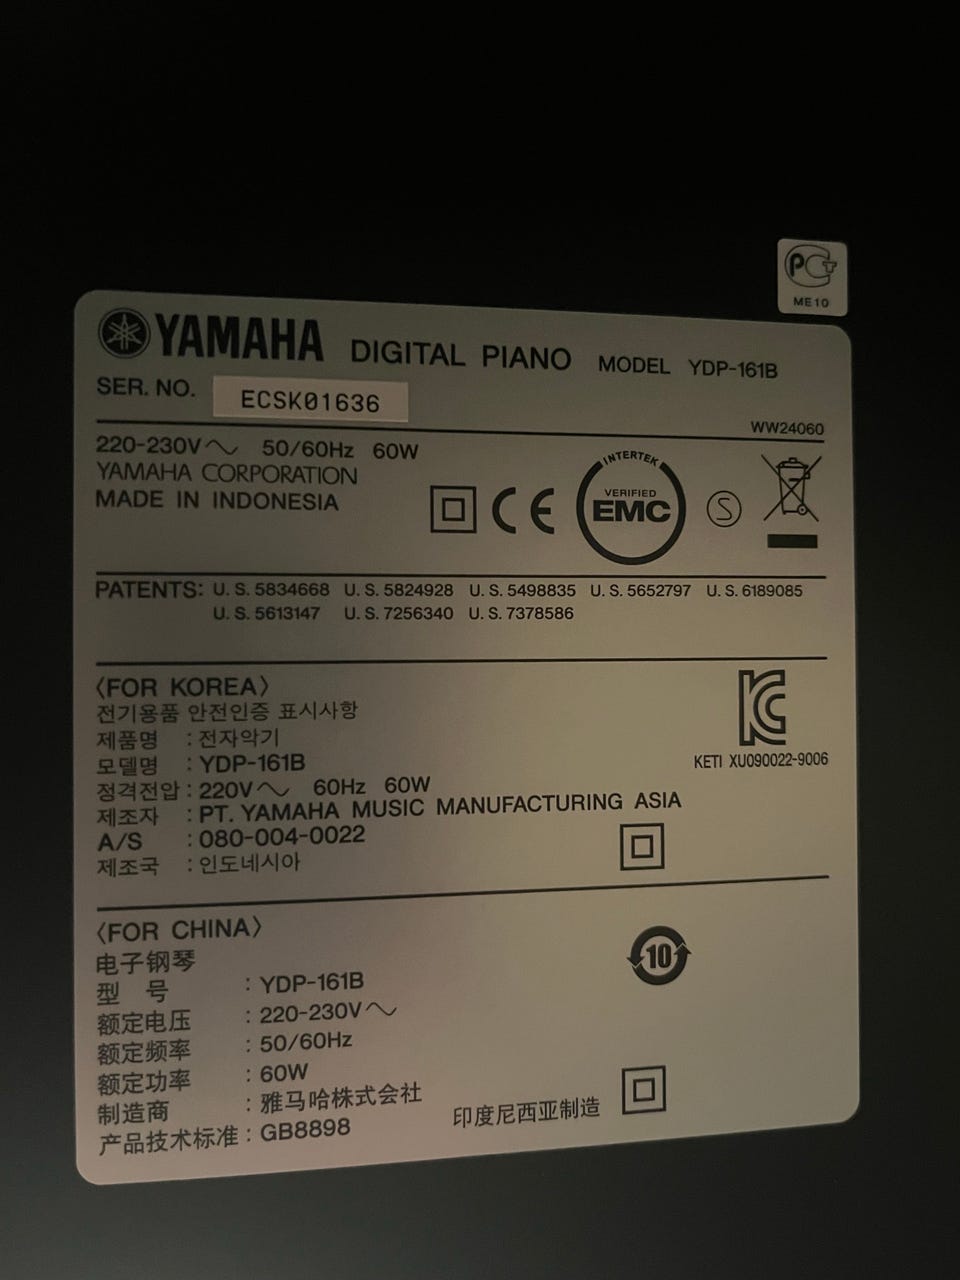 PCT
ME10
YAMAHA DIGITAL PIANO MODEL YDP-161B
SER. NO. ECSK01636
WW24060
220-230V～ 50/60Hz 60W
YAMAHA CORPORATION
MADE IN INDONESIA
CE
INTERTEK
VERIFIED
EMC
S
PATENTS: U. S. 5834668 U. S. 5824928 U. S. 5498835 U. S. 5652797 U. S. 6189085
U. S. 5613147 U. S. 7256340 U. S. 7378586
〈FOR KOREA〉
전기용품 안전인증 표시사항
제품명 : 전자악기
모델명 : YDP-161B
정격전압 : 220V～ 60Hz 60W
제조자 : PT. YAMAHA MUSIC MANUFACTURING ASIA
A/S : 080-004-0022
제조국 : 인도네시아
KC
KETI XU090022-9006
〈FOR CHINA〉
电子钢琴
型 号 : YDP-161B
额定电压 : 220-230V～
额定频率 : 50/60Hz
额定功率 : 60W
制造商 : 雅马哈株式会社
产品技术标准 : GB8898
10
印度尼西亚制造